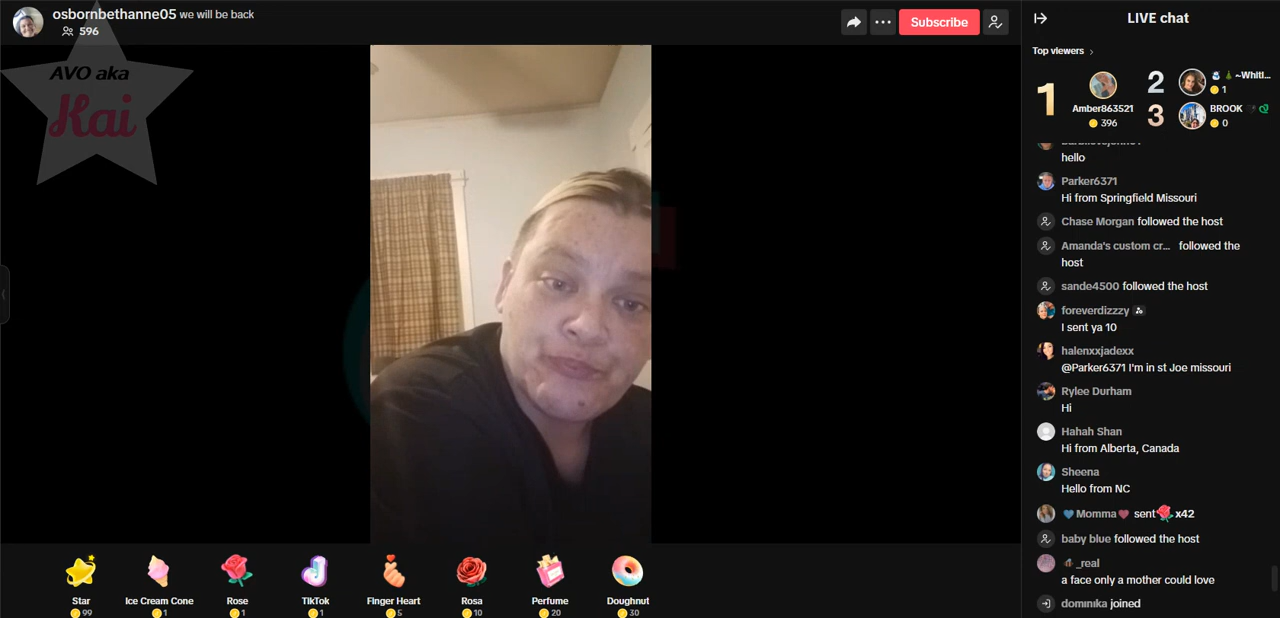 osbornbethanne05 we will be back
596
Subscribe
AVO aka
Kai
LIVE chat
Top viewers
1
Amber863521
396
2
~Whitl...
1
3
BROOK
0
hello
Parker6371
Hi from Springfield Missouri
Chase Morgan followed the host
Amanda's custom cr... followed the
host
sande4500 followed the host
foreverdizzzy
I sent ya 10
halenxxjadexx
@Parker6371 I'm in st Joe missouri
Rylee Durham
Hi
Hahah Shan
Hi from Alberta, Canada
Sheena
Hello from NC
Momma sent x42
baby blue followed the host
_real
a face only a mother could love
domınıka joined
Star
99
Ice Cream Cone
1
Rose
1
TikTok
1
Finger Heart
5
Rosa
10
Perfume
20
Doughnut
30